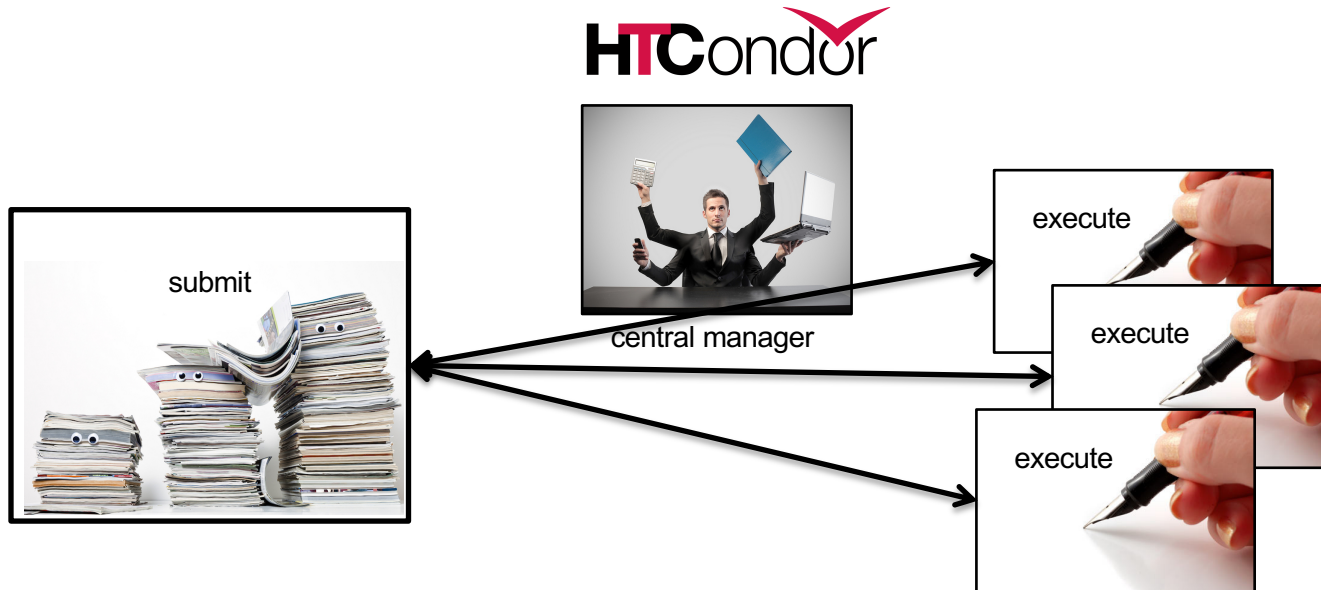 HTCondor
submit
central manager
execute
execute
execute